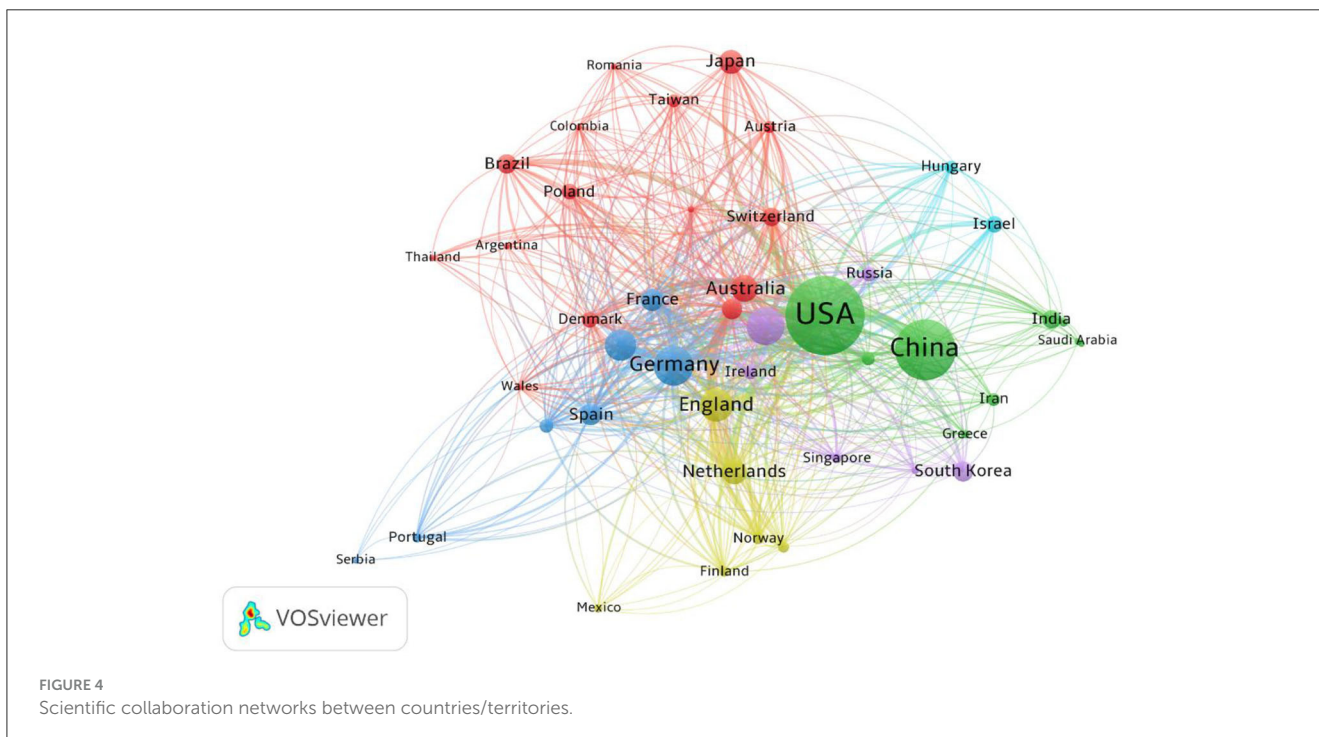 Romania
Japan
Taiwan
Colombia
Austria
Brazil
Hungary
Poland
Switzerland
Israel
Argentina
Thailand
Russia
Australia
France
USA
Denmark
India
Saudi Arabia
China
Germany
Ireland
Wales
Iran
England
Spain
Greece
Singapore
Netherlands
South Korea
Portugal
Norway
Serbia
Finland
Mexico
VOSviewer
FIGURE 4
Scientific collaboration networks between countries/territories.